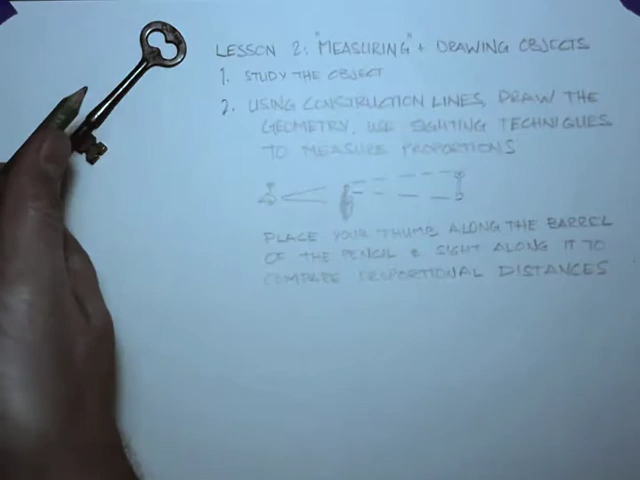 LESSON 2: "MEASURING" + DRAWING OBJECTS
1. STUDY THE OBJECT
2. USING CONSTRUCTION LINES, DRAW THE
GEOMETRY. USE SIGHTING TECHNIQUES
TO MEASURE PROPORTIONS
PLACE YOUR THUMB ALONG THE BARREL
OF THE PENCIL & SIGHT ALONG IT TO
COMPARE PROPORTIONAL DISTANCES